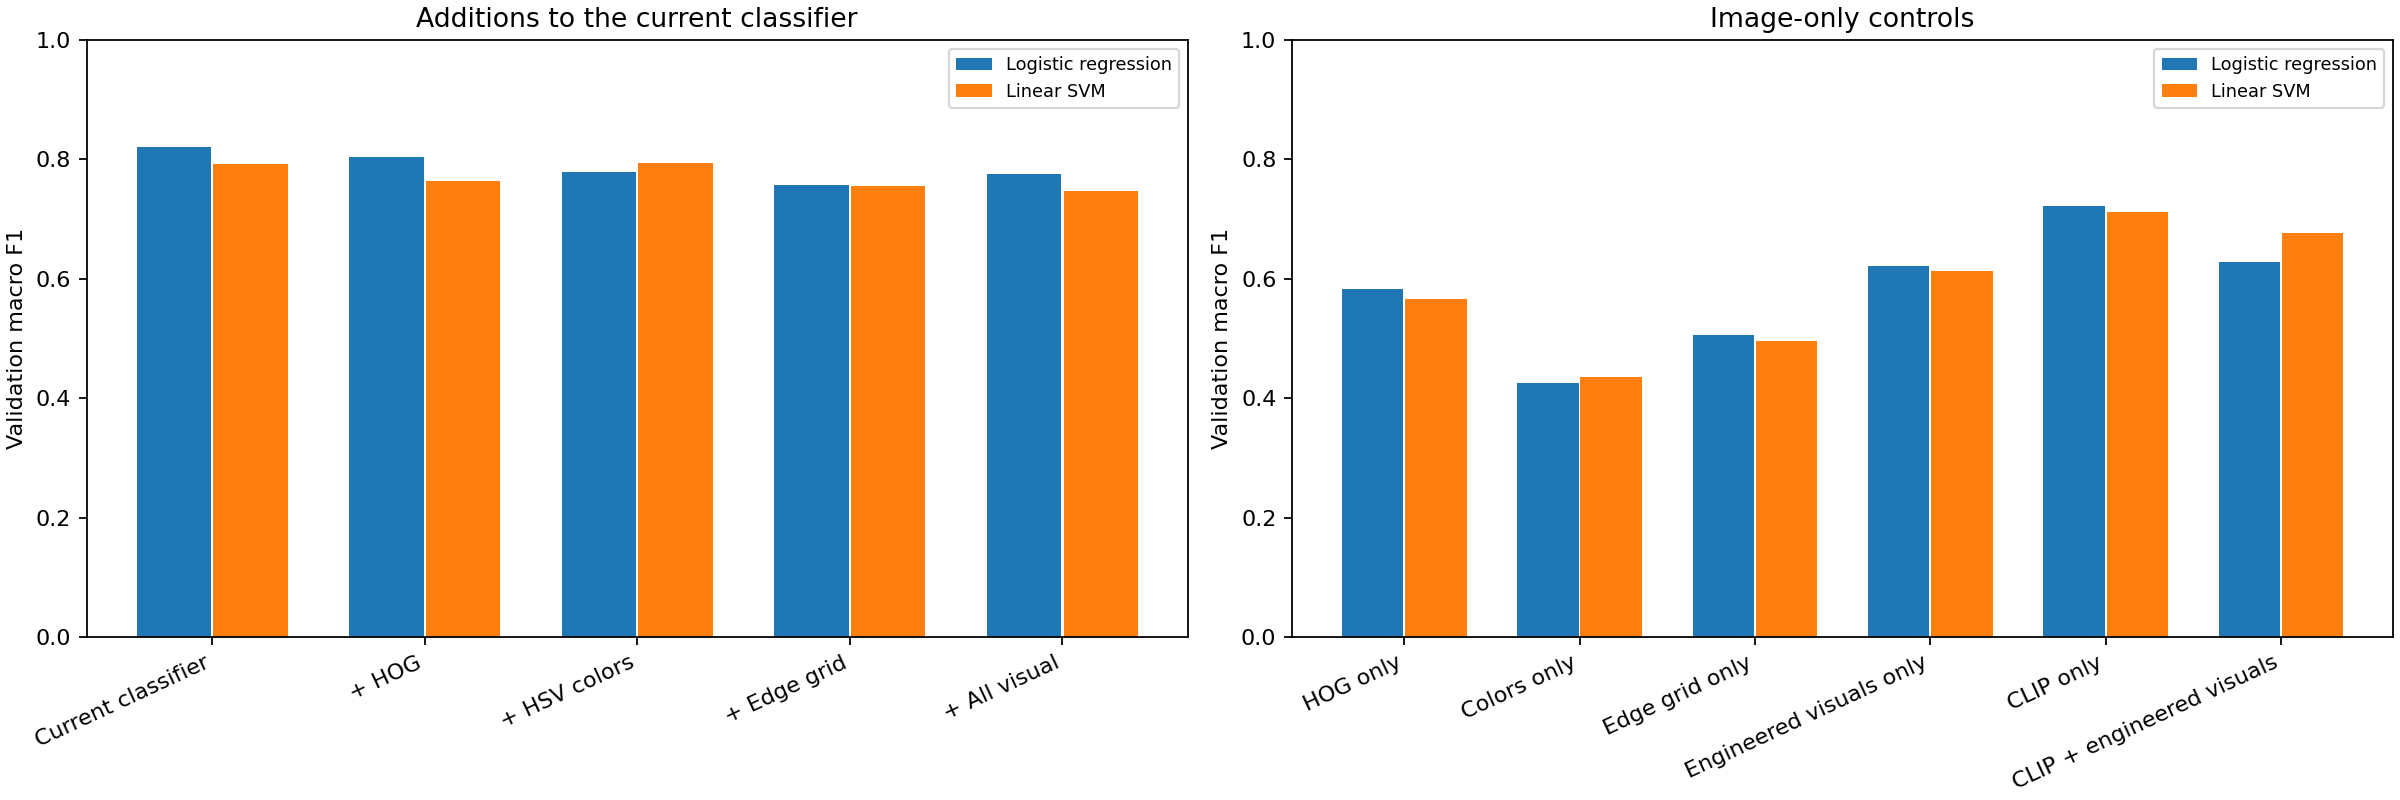 Additions to the current classifier
Logistic regression
Linear SVM
Validation macro F1
1.0
0.8
0.6
0.4
0.2
0.0
Current classifier
+ HOG
+ HSV colors
+ Edge grid
+ All visual
Image-only controls
Logistic regression
Linear SVM
Validation macro F1
1.0
0.8
0.6
0.4
0.2
0.0
HOG only
Colors only
Edge grid only
Engineered visuals only
CLIP only
CLIP + engineered visuals